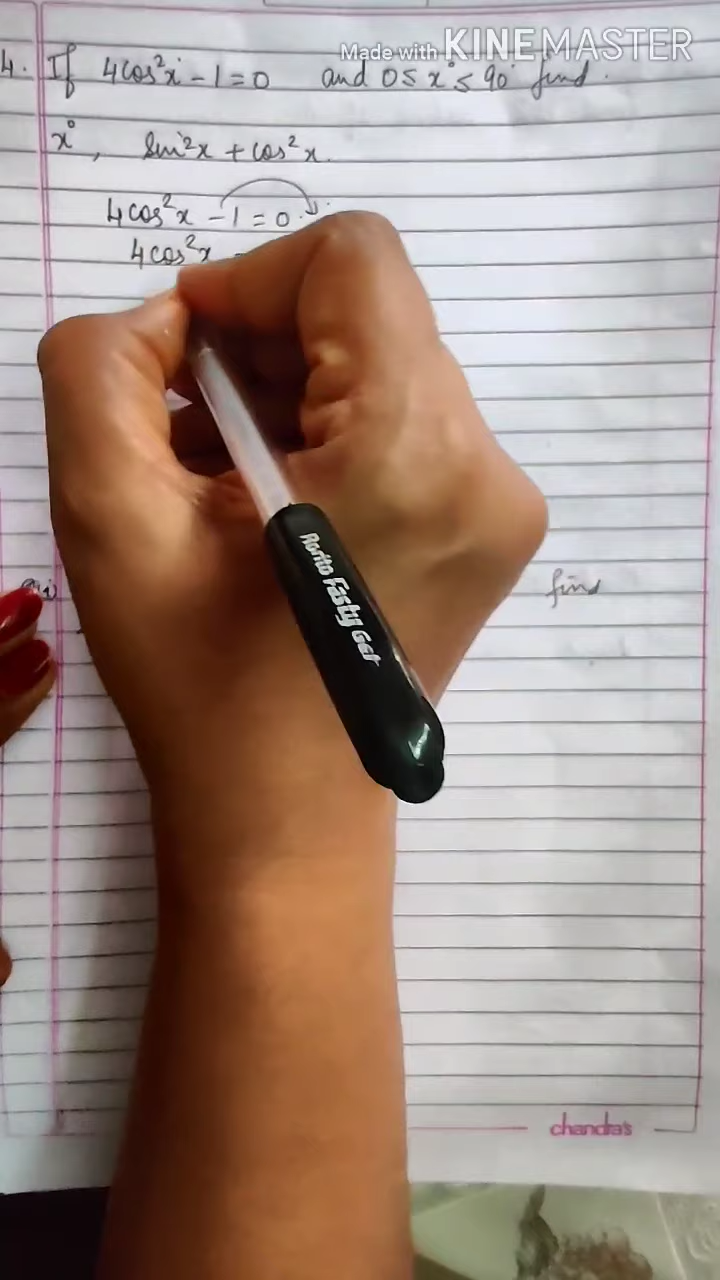 Made with KINEMASTER
4. If 4cos²x° - 1 = 0 and 0 ≤ x° ≤ 90° find
x°, sin²x + cos²x.
4cos²x - 1 = 0.
4cos²x
find
Rorito Fasty Gel
chandra's